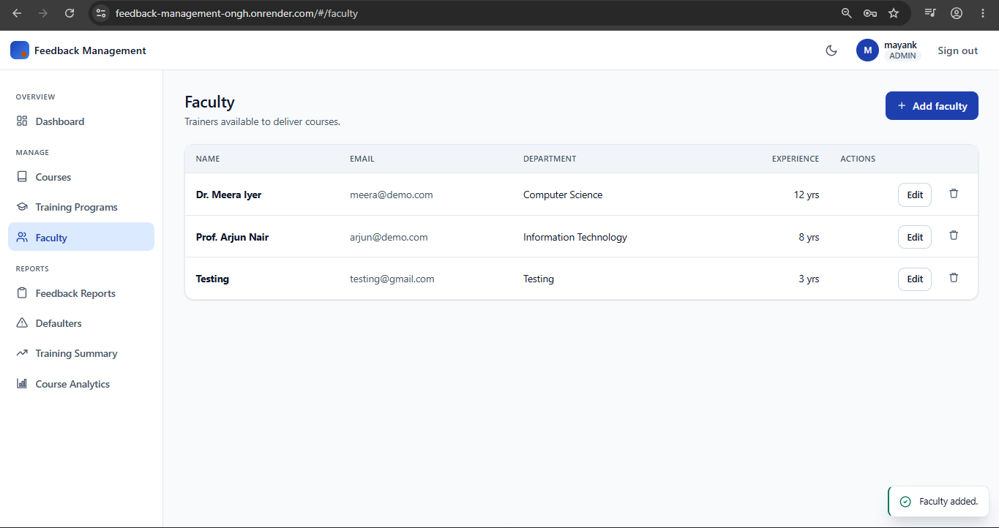 feedback-management-ongh.onrender.com/#/faculty
Feedback Management
M
mayank
ADMIN
Sign out
OVERVIEW
Dashboard
MANAGE
Courses
Training Programs
Faculty
REPORTS
Feedback Reports
Defaulters
Training Summary
Course Analytics
Faculty
Trainers available to deliver courses.
+ Add faculty
NAME EMAIL DEPARTMENT EXPERIENCE ACTIONS
Dr. Meera Iyer meera@demo.com Computer Science 12 yrs Edit
Prof. Arjun Nair arjun@demo.com Information Technology 8 yrs Edit
Testing testing@gmail.com Testing 3 yrs Edit
Faculty added.